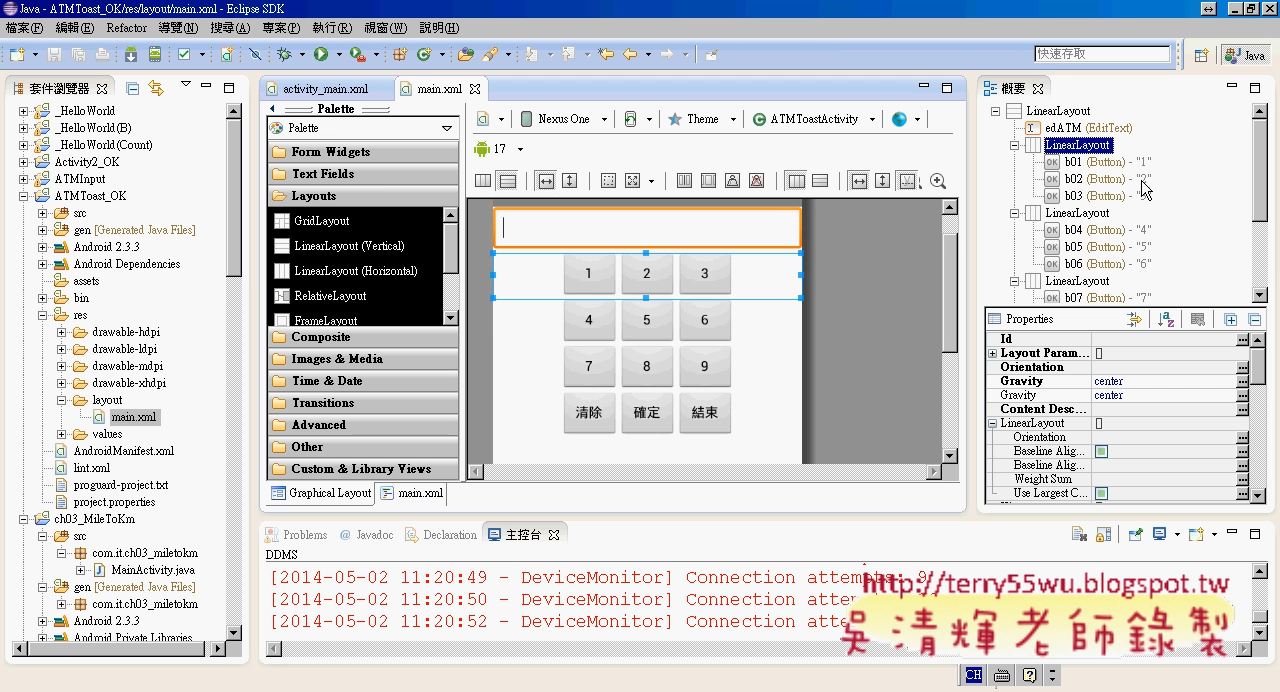 Java - ATMToast_OK/res/layout/main.xml - Eclipse SDK
檔案(F) 編輯(E) Refactor 導覽(N) 搜尋(A) 專案(P) 執行(R) 視窗(W) 說明(H)
快速存取
Java
套件瀏覽器
_HelloWorld
_HelloWorld(B)
_HelloWorld(Count)
Activity2_OK
ATMInput
ATMToast_OK
src
gen [Generated Java Files]
Android 2.3.3
Android Dependencies
assets
bin
res
drawable-hdpi
drawable-ldpi
drawable-mdpi
drawable-xhdpi
layout
main.xml
values
AndroidManifest.xml
lint.xml
proguard-project.txt
project.properties
ch03_MileToKm
src
com.it.ch03_miletokm
MainActivity.java
gen [Generated Java Files]
com.it.ch03_miletokm
Android 2.3.3
Android Private Libraries
activity_main.xml
main.xml
Palette
Palette
Form Widgets
Text Fields
Layouts
GridLayout
LinearLayout (Vertical)
LinearLayout (Horizontal)
RelativeLayout
FrameLayout
Composite
Images & Media
Time & Date
Transitions
Advanced
Other
Custom & Library Views
Graphical Layout
main.xml
Nexus One
Theme
ATMToastActivity
17
1 2 3
4 5 6
7 8 9
清除 確定 結束
概要
LinearLayout
edATM (EditText)
LinearLayout
OK b01 (Button) - "1"
OK b02 (Button) - "2"
OK b03 (Button) -
LinearLayout
OK b04 (Button) - "4"
OK b05 (Button) - "5"
OK b06 (Button) - "6"
LinearLayout
OK b07 (Button) - "7"
Properties
Id
Layout Param... []
Orientation
Gravity center
Gravity center
Content Desc...
LinearLayout []
Orientation
Baseline Alig...
Baseline Alig...
Weight Sum
Use Largest C...
Problems
@ Javadoc
Declaration
主控台
DDMS
[2014-05-02 11:20:49 - DeviceMonitor] Connection attempts: 9
[2014-05-02 11:20:50 - DeviceMonitor] Connection atte
[2014-05-02 11:20:52 - DeviceMonitor] Connection atte
http://terry55wu.blogspot.tw
吳清輝老師錄製
CH